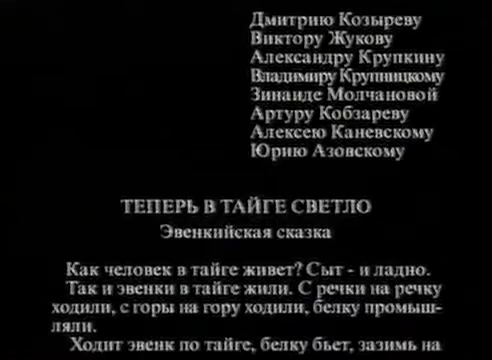 Дмитрию Козыреву
Виктору Жукову
Александру Крупкину
Владимиру Крупницкому
Зинаиде Молчановой
Артуру Кобзареву
Алексею Каневскому
Юрию Азовскому
ТЕПЕРЬ В ТАЙГЕ СВЕТЛО
Эвенкийская сказка
Как человек в тайге живет? Сыт - и ладно.
Так и эвенки в тайге жили. С речки на речку
ходили, с горы на гору ходили, белку промыш-
ляли.
Ходит эвенк по тайге, белку бьет, зазимь на